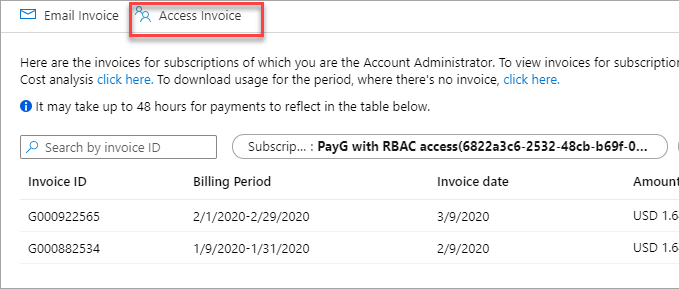 Email Invoice Access Invoice
Here are the invoices for subscriptions of which you are the Account Administrator. To view invoices for subscriptio
Cost analysis click here. To download usage for the period, where there's no invoice, click here.
It may take up to 48 hours for payments to reflect in the table below.
Search by invoice ID Subscrip... : PayG with RBAC access(6822a3c6-2532-48cb-b69f-0...
Invoice ID Billing Period Invoice date Amount
G000922565 2/1/2020-2/29/2020 3/9/2020 USD 1.6
G000882534 1/9/2020-1/31/2020 2/9/2020 USD 1.6